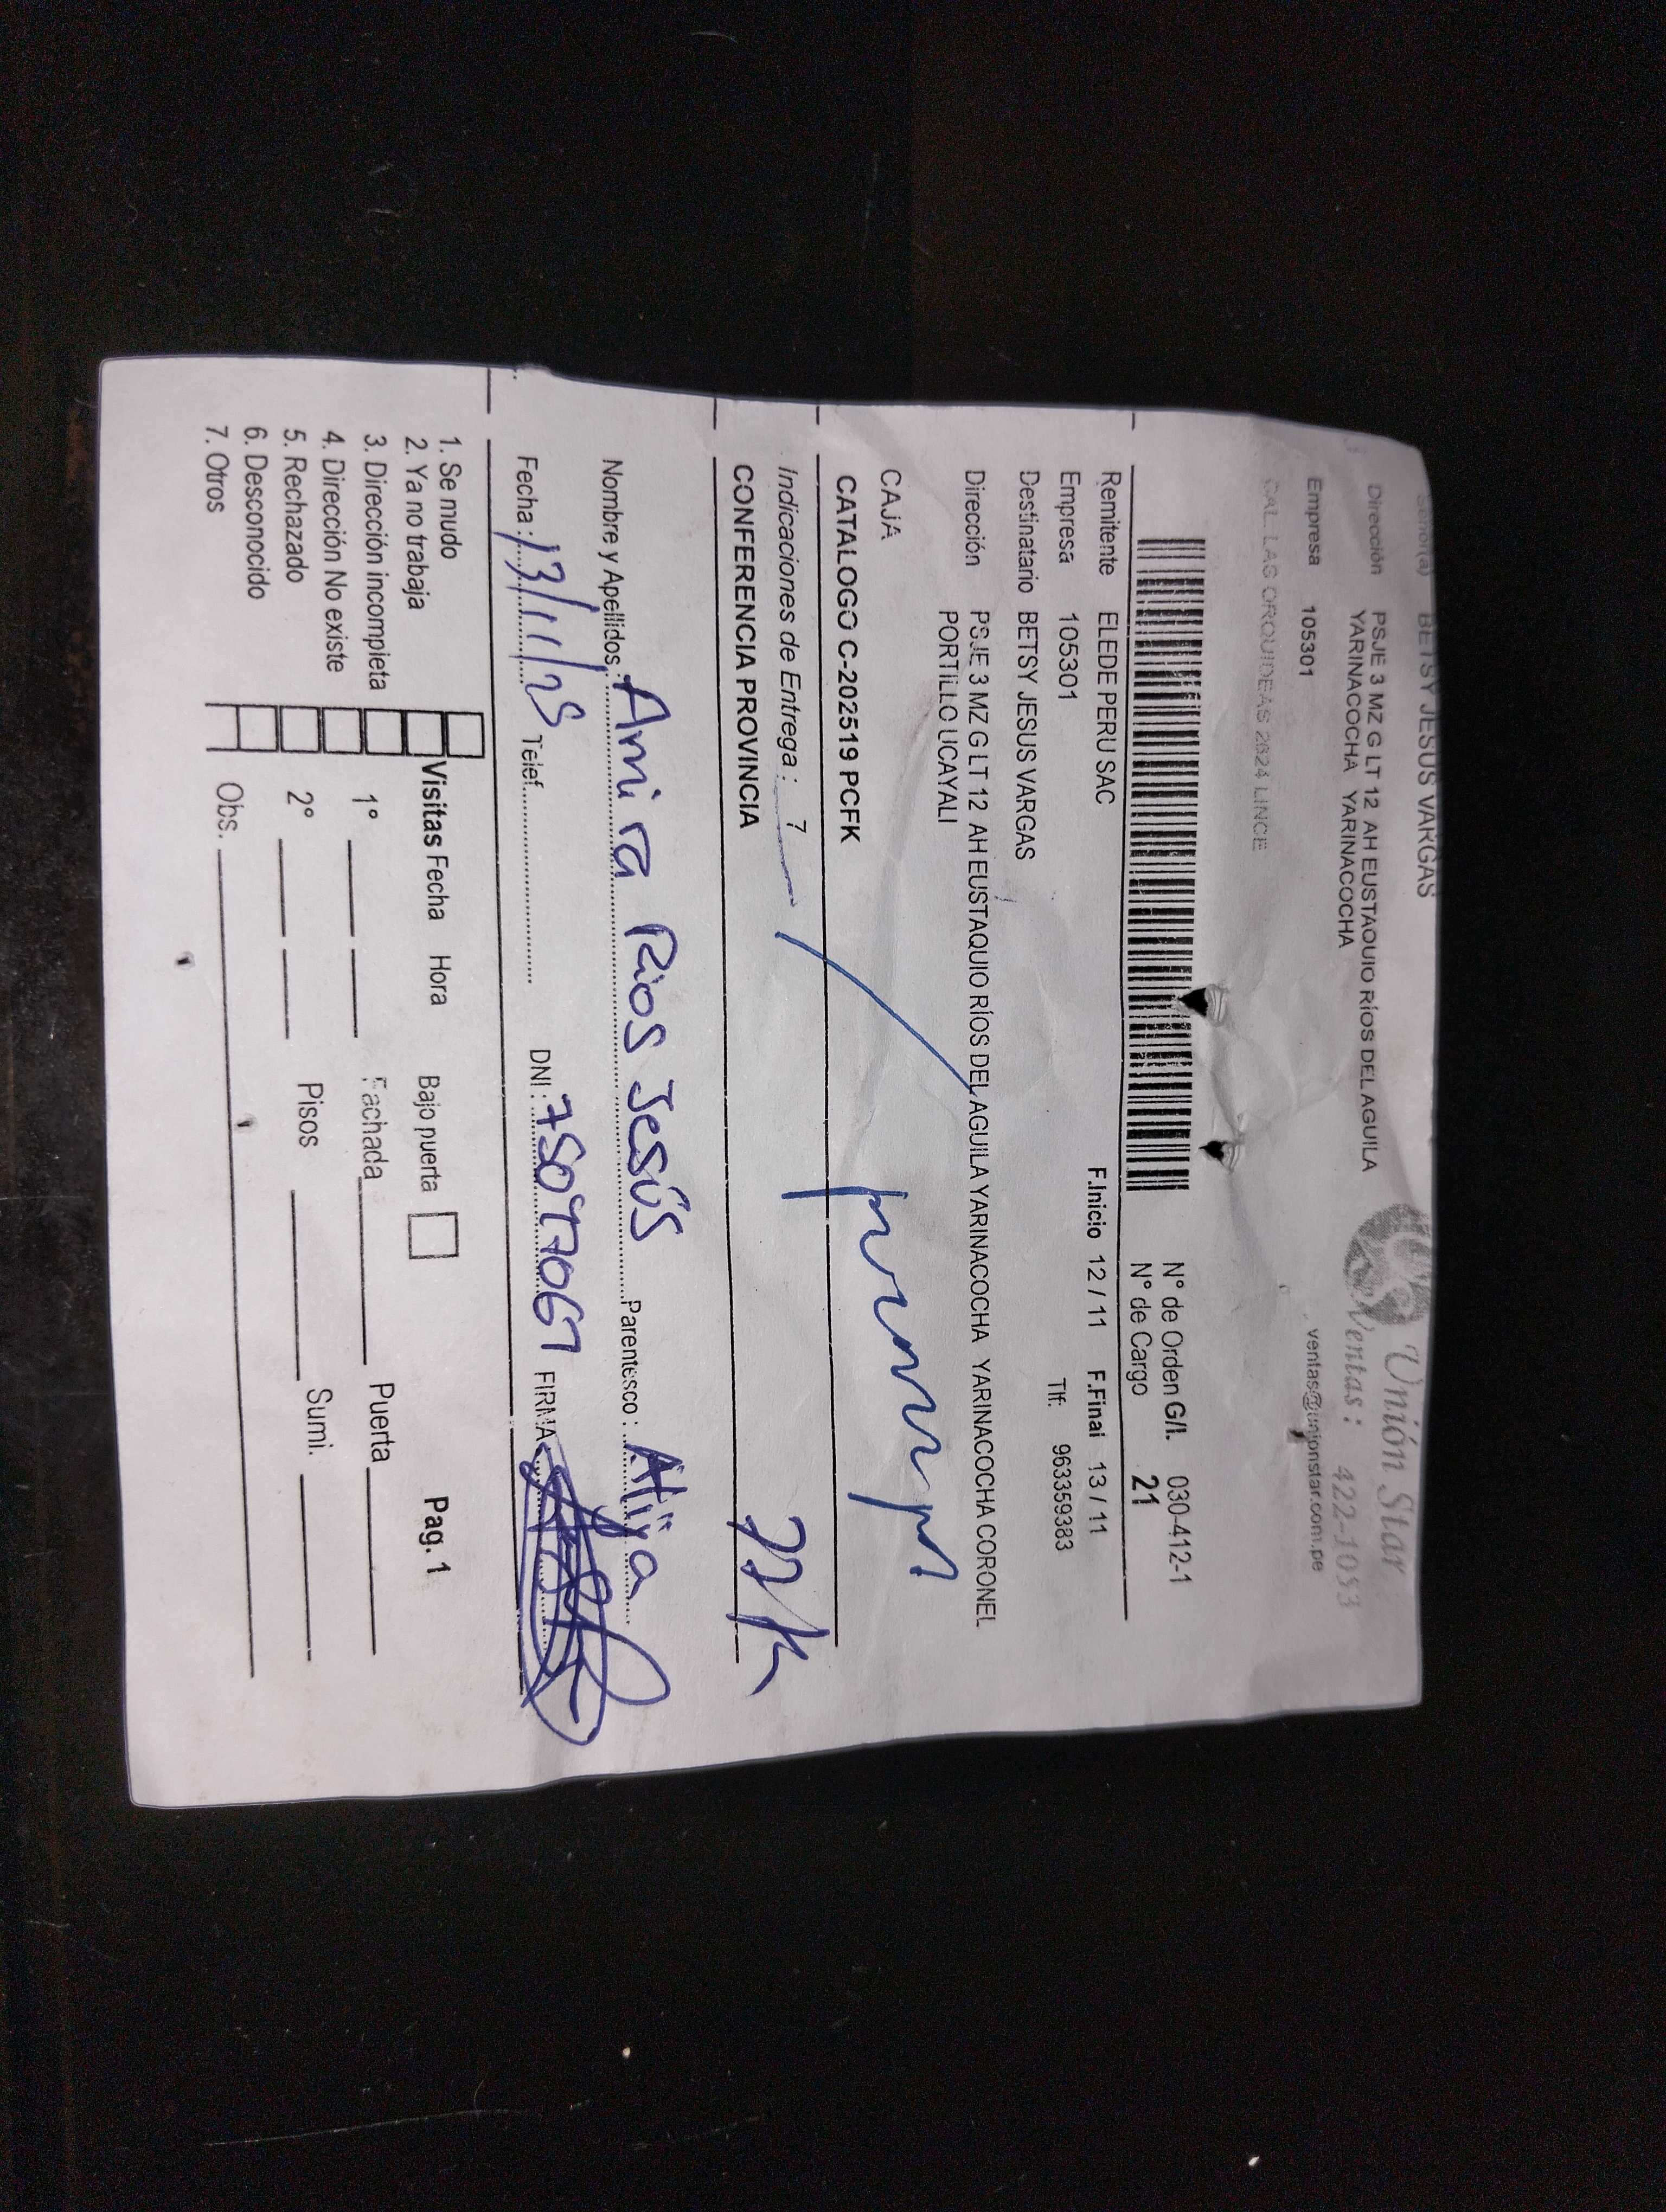 Señor(a) BETSY JESUS VARGAS
Dirección PSJE 3 MZ G LT 12 AH EUSTAQUIO RÍOS DEL AGUILA
YARINACOCHA YARINACOCHA
Empresa 105301
CAL. LAS ORQUIDEAS 2624 LINCE
Unión Star
Ventas: 422-1033
ventas@unionstar.com.pe
N° de Orden G/I. 030-412-1
N° de Cargo 21
Remitente ELEDE PERU SAC F.Inicio 12 / 11 F.Final 13 / 11
Empresa 105301 Tlf: 963359383
Destinatario BETSY JESUS VARGAS
Dirección PSJE 3 MZ G LT 12 AH EUSTAQUIO RÍOS DEL AGUILA YARINACOCHA YARINACOCHA CORONEL
PORTILLO UCAYALI
CAJA
CATALOGO C-202519 PCFK
Indicaciones de Entrega : 7
CONFERENCIA PROVINCIA
Nombre y Apellidos : Amira Rios Jesús Parentesco :
Fecha : 13/11/25 Telef. DNI : FIRMA
1. Se mudo
2. Ya no trabaja
3. Dirección incompleta
4. Dirección No existe
5. Rechazado
6. Desconocido
7. Otros
Visitas Fecha Hora Bajo puerta Pag. 1
1° Fachada Puerta
2° Pisos Sumi.
Obs.